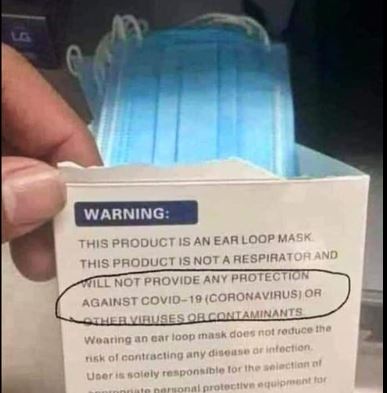 LG
WARNING:
THIS PRODUCT IS AN EAR LOOP MASK.
THIS PRODUCT IS NOT A RESPIRATOR AND
WILL NOT PROVIDE ANY PROTECTION
AGAINST COVID-19 (CORONAVIRUS) OR
OTHER VIRUSES OR CONTAMINANTS.
Wearing an ear loop mask does not reduce the
risk of contracting any disease or infection.
User is solely responsible for the selection of
appropriate personal protective equipment for